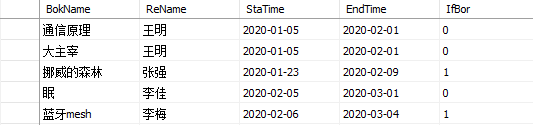 BokName ReName StaTime EndTime IfBor
通信原理 王明 2020-01-05 2020-02-01 0
大主宰 王明 2020-01-05 2020-02-01 0
挪威的森林 张强 2020-01-23 2020-02-09 1
眠 李佳 2020-02-05 2020-03-01 0
蓝牙mesh 李梅 2020-02-06 2020-03-04 1